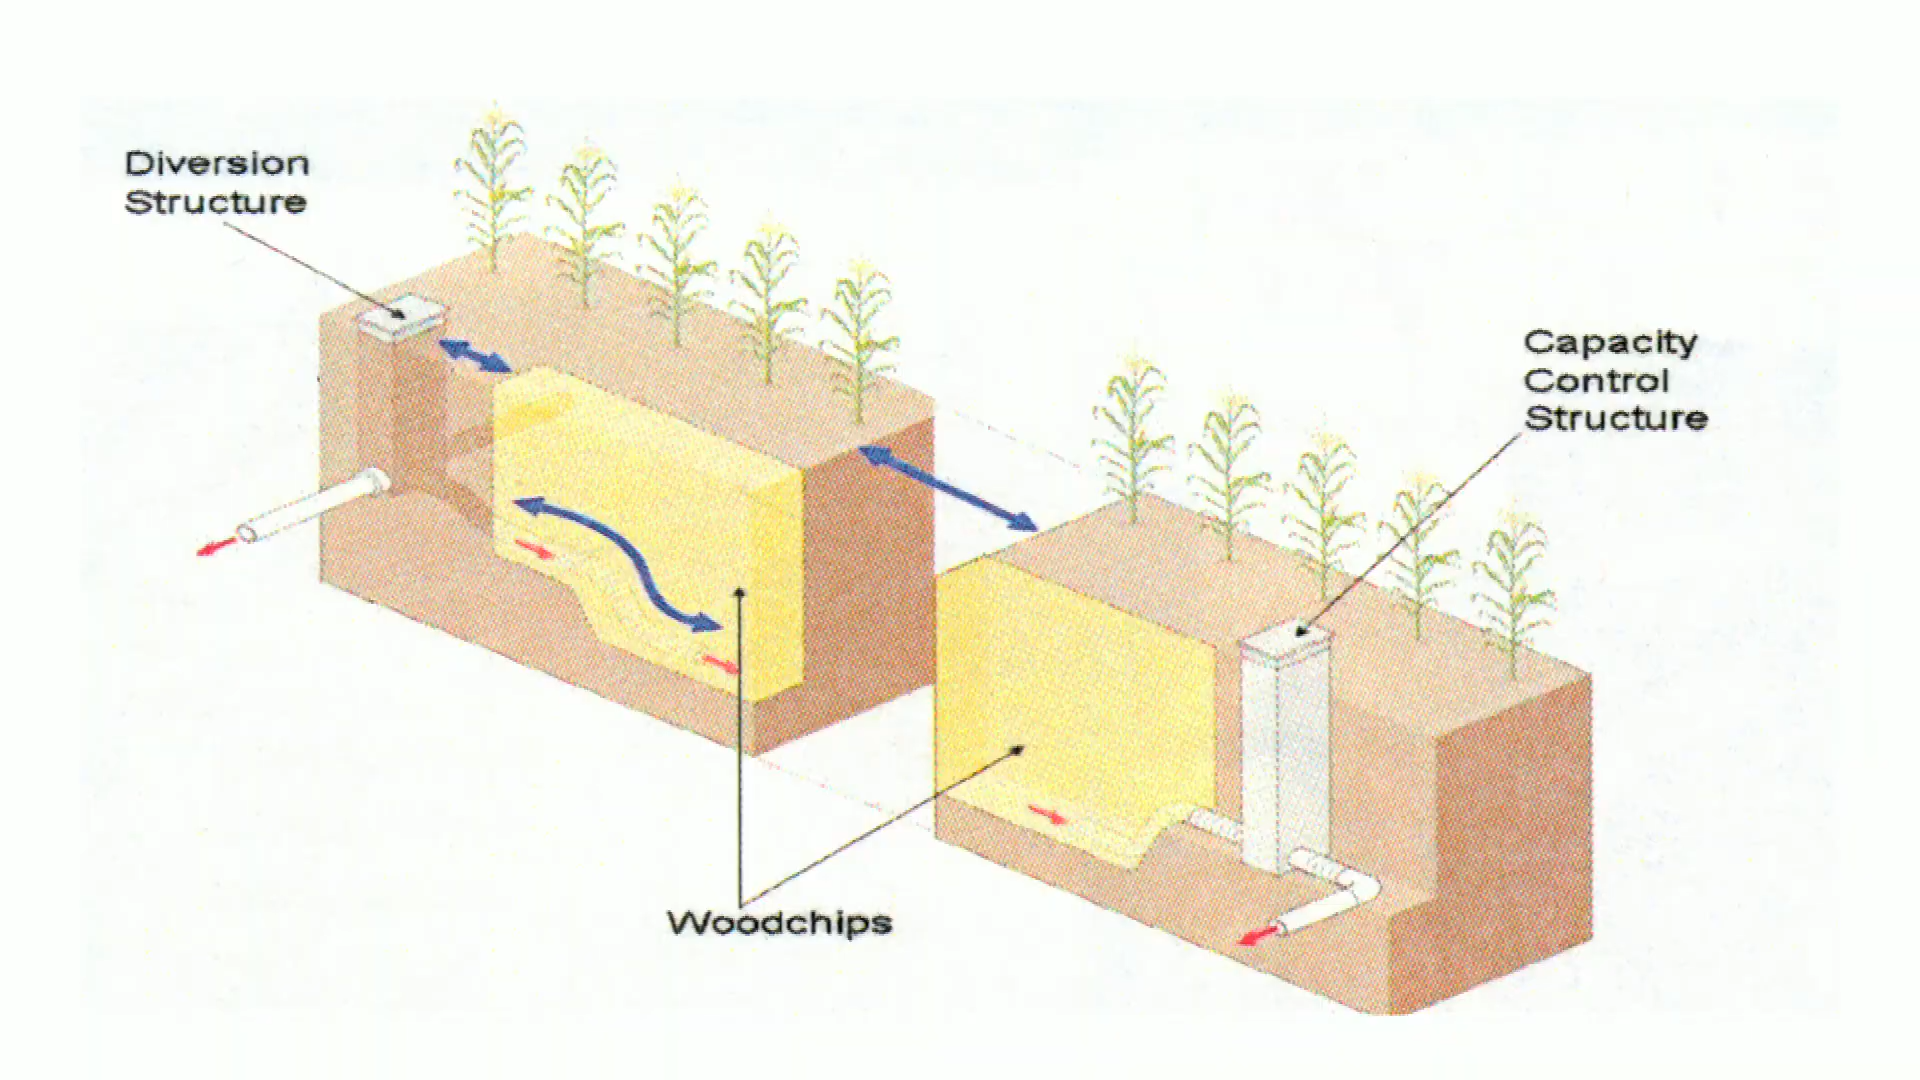 Diversion
Structure
Capacity
Control
Structure
Woodchips